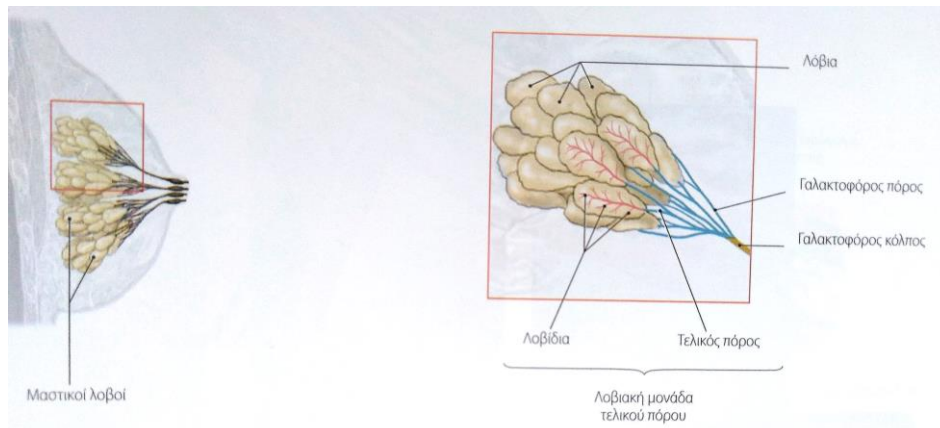 Λόβια
Γαλακτοφόρος πόρος
Γαλακτοφόρος κόλπος
Λοβίδια
Τελικός πόρος
Μαστικοί λοβοί
Λοβιακή μονάδα
τελικού πόρου